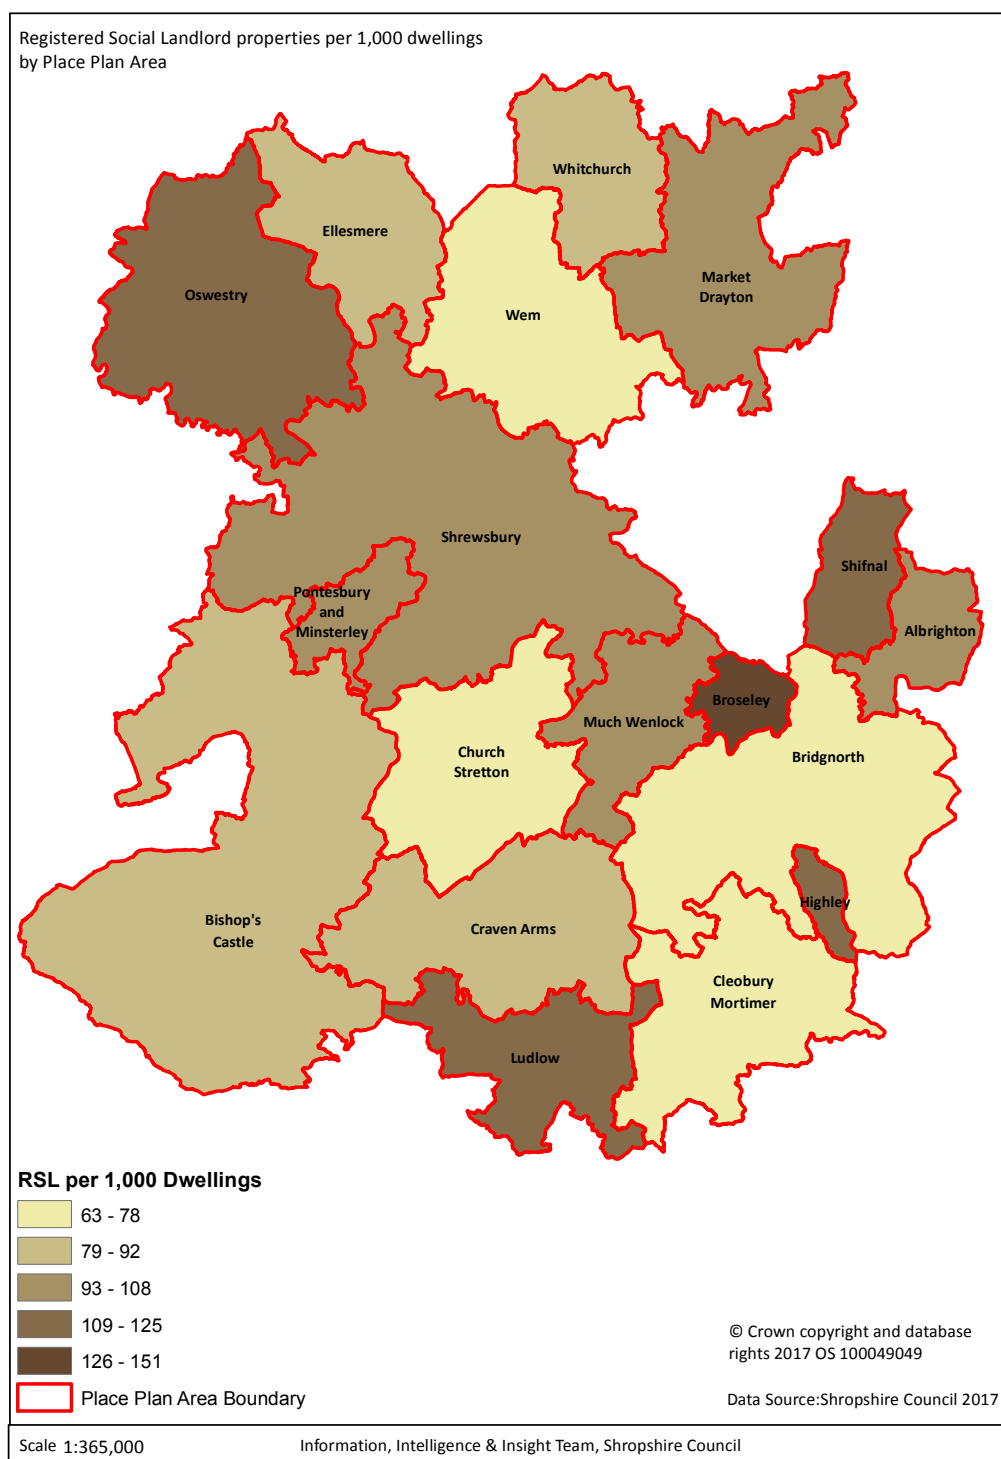 Registered Social Landlord properties per 1,000 dwellings
by Place Plan Area
Whitchurch
Ellesmere
Market
Drayton
Oswestry
Wem
Shrewsbury
Shifnal
Pontesbury
and
Minsterley
Albrighton
Broseley
Much Wenlock
Church
Stretton
Bridgnorth
Highley
Bishop's
Castle
Craven Arms
Cleobury
Mortimer
Ludlow
RSL per 1,000 Dwellings
63 - 78
79 - 92
93 - 108
109 - 125
126 - 151
Place Plan Area Boundary
© Crown copyright and database
rights 2017 OS 100049049
Data Source:Shropshire Council 2017
Scale 1:365,000
Information, Intelligence & Insight Team, Shropshire Council